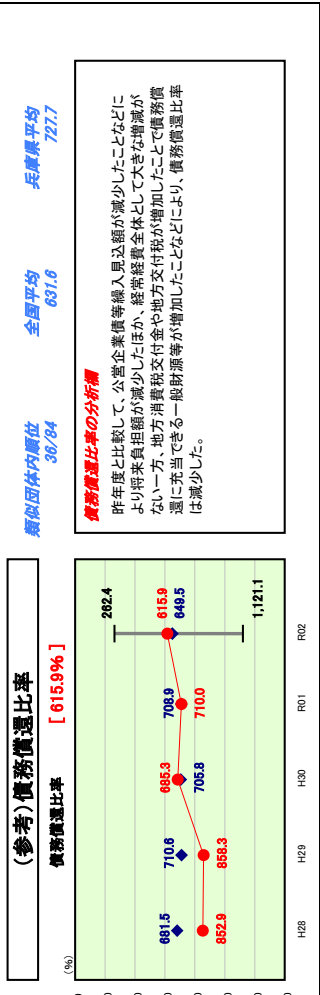 (参考)債務償還比率
債務償還比率
[ 615.9% ]
類似団体内順位
36/84
全国平均
631.6
兵庫県平均
727.7
(%)
262.4
681.5
710.6
685.3
708.9
615.9
852.9
858.3
705.8
710.0
649.5
1,121.1
H28
H29
H30
R01
R02
債務償還比率の分析欄
昨年度と比較して、公営企業債等繰入見込額が減少したことなどに
より将来負担額が減少したほか、経常経費全体として大きな増減が
ない一方、地方消費税交付金や地方交付税が増加したことで債務償
還に充当できる一般財源等が増加したことなどにより、債務償還比率
は減少した。